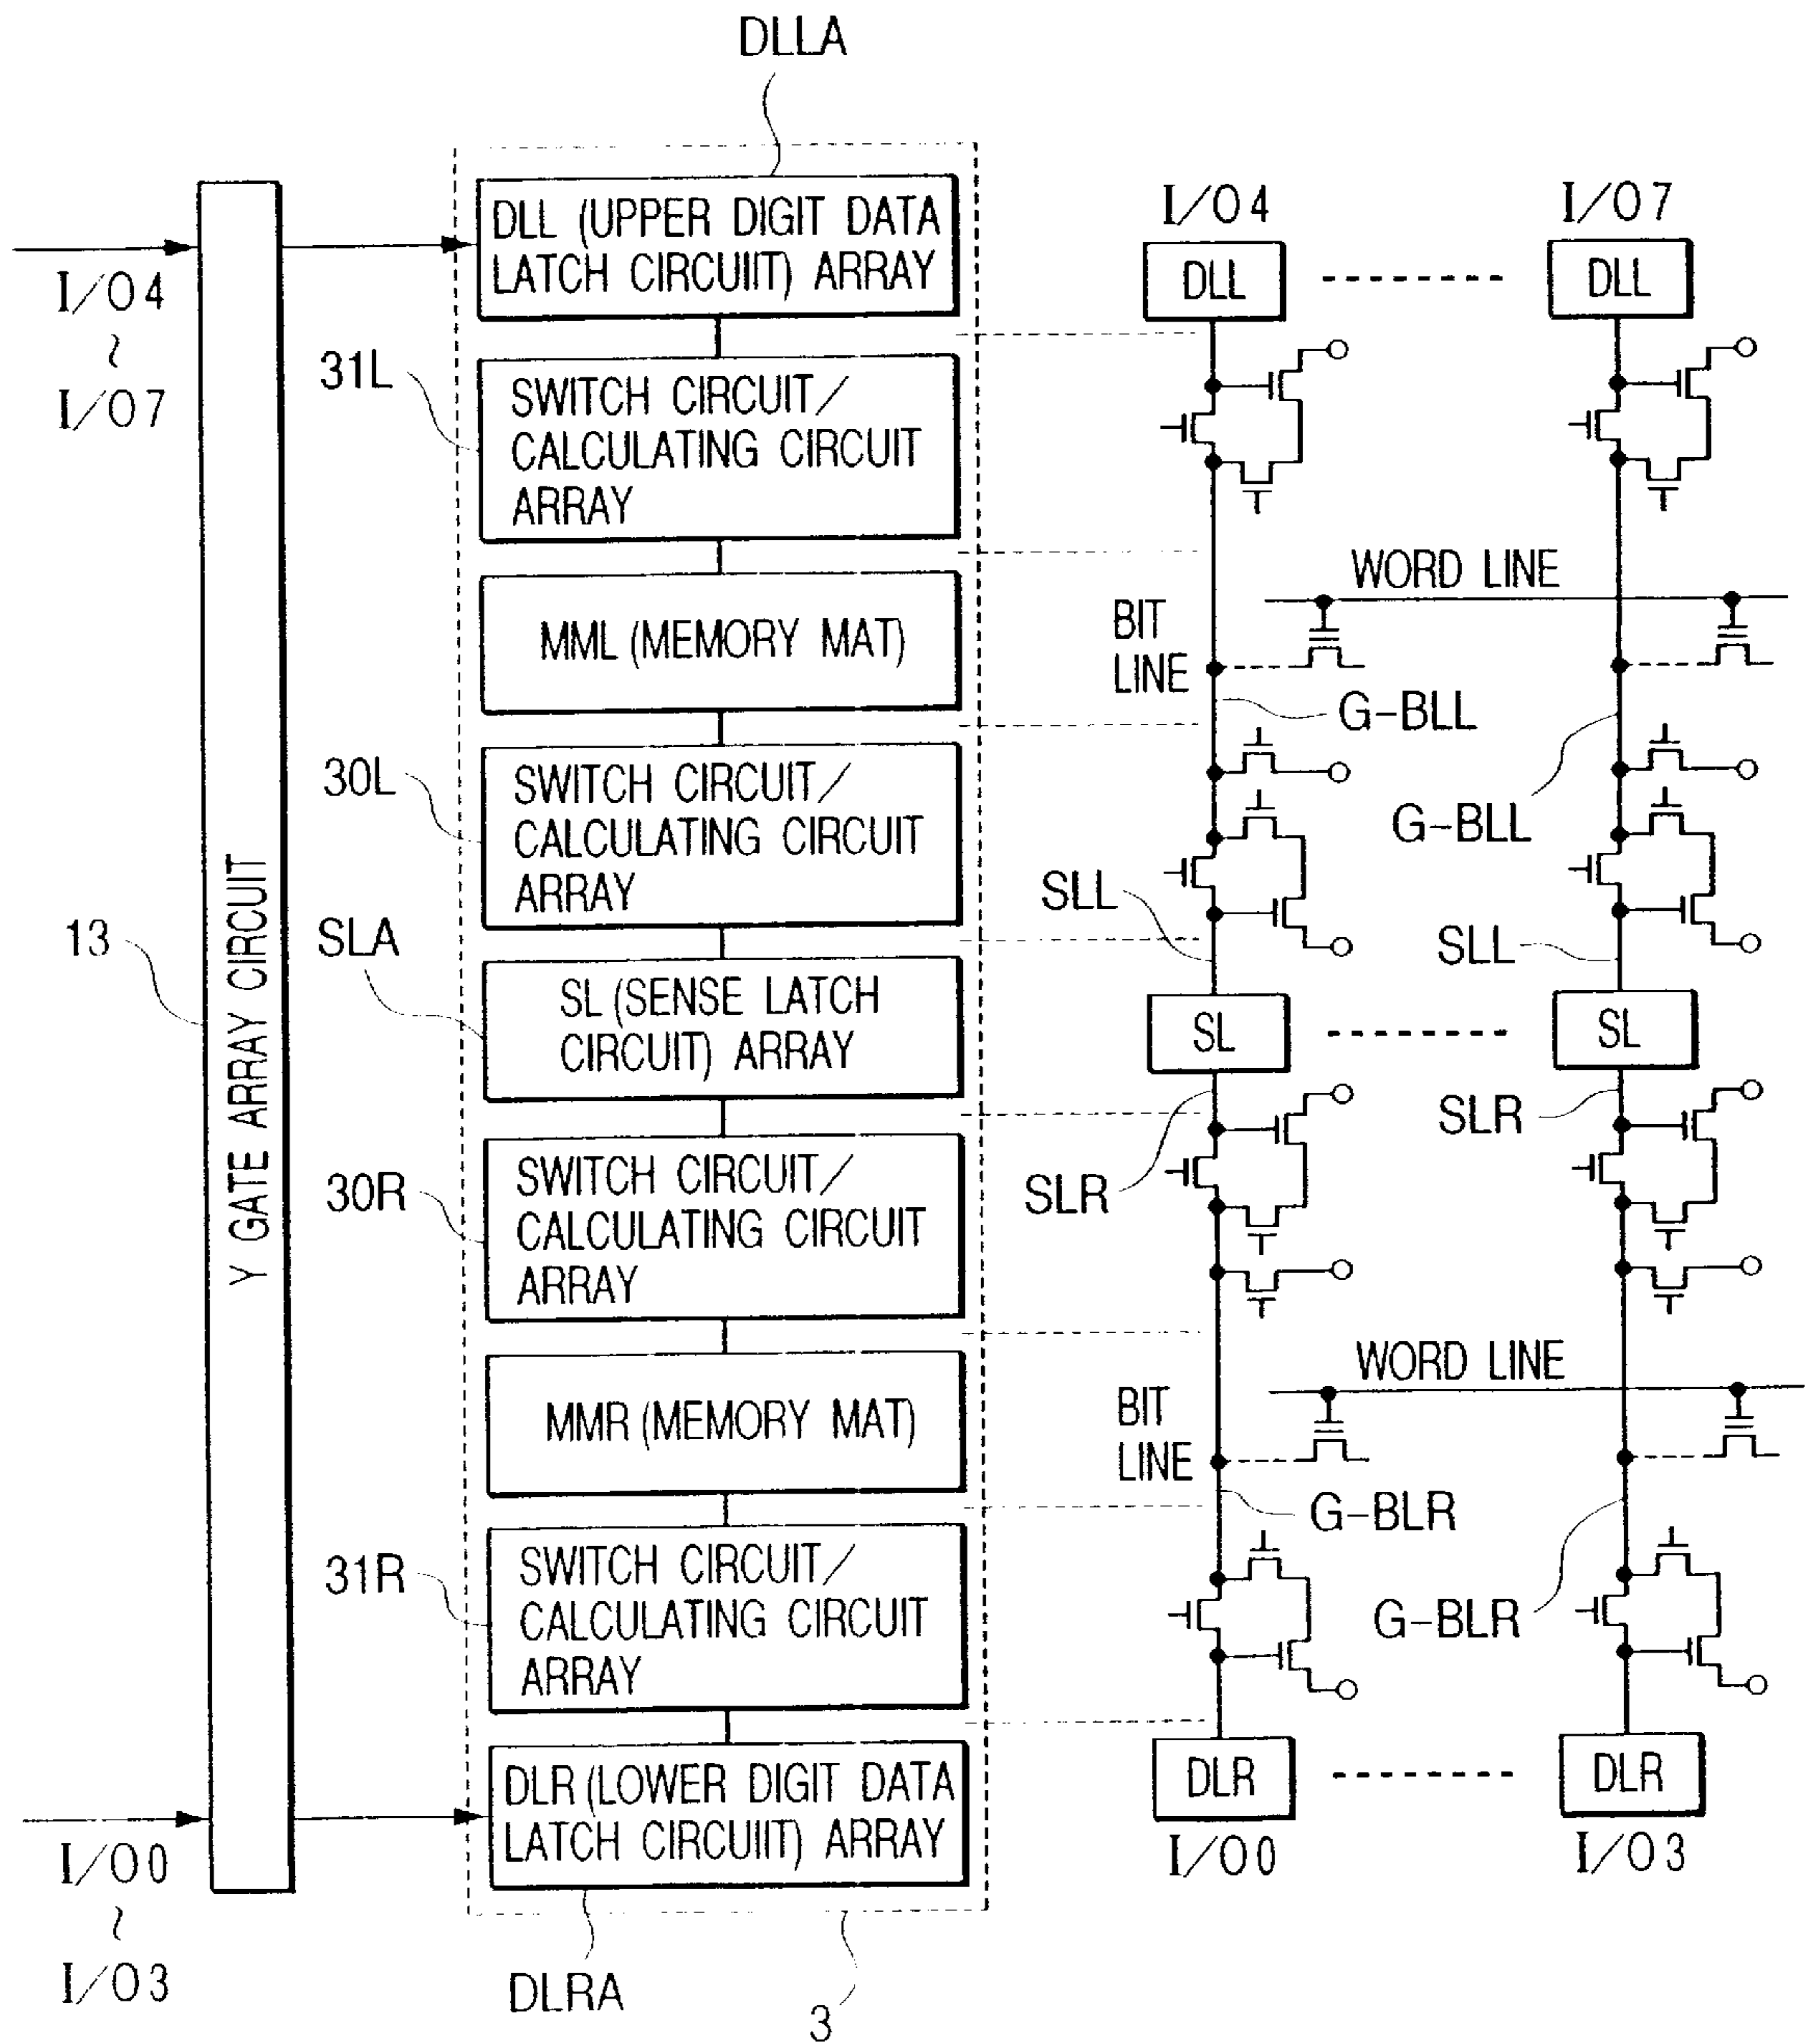 DLLA
I/O4
~
I/O7
DLL (UPPER DIGIT DATA
LATCH CIRCUIIT) ARRAY
31L
SWITCH CIRCUIT/
CALCULATING CIRCUIT
ARRAY
MML (MEMORY MAT)
30L
SWITCH CIRCUIT/
CALCULATING CIRCUIT
ARRAY
13
Y GATE ARRAY CIRCUIT
SLA
SL (SENSE LATCH
CIRCUIT) ARRAY
30R
SWITCH CIRCUIT/
CALCULATING CIRCUIT
ARRAY
MMR (MEMORY MAT)
31R
SWITCH CIRCUIT/
CALCULATING CIRCUIT
ARRAY
DLR (LOWER DIGIT DATA
LATCH CIRCUIIT) ARRAY
I/O0
~
I/O3
DLRA
3
I/O4
I/O7
DLL
DLL
WORD LINE
BIT
LINE
G-BLL
G-BLL
SLL
SLL
SL
SL
SLR
SLR
WORD LINE
BIT
LINE
G-BLR
G-BLR
DLR
DLR
I/O0
I/O3